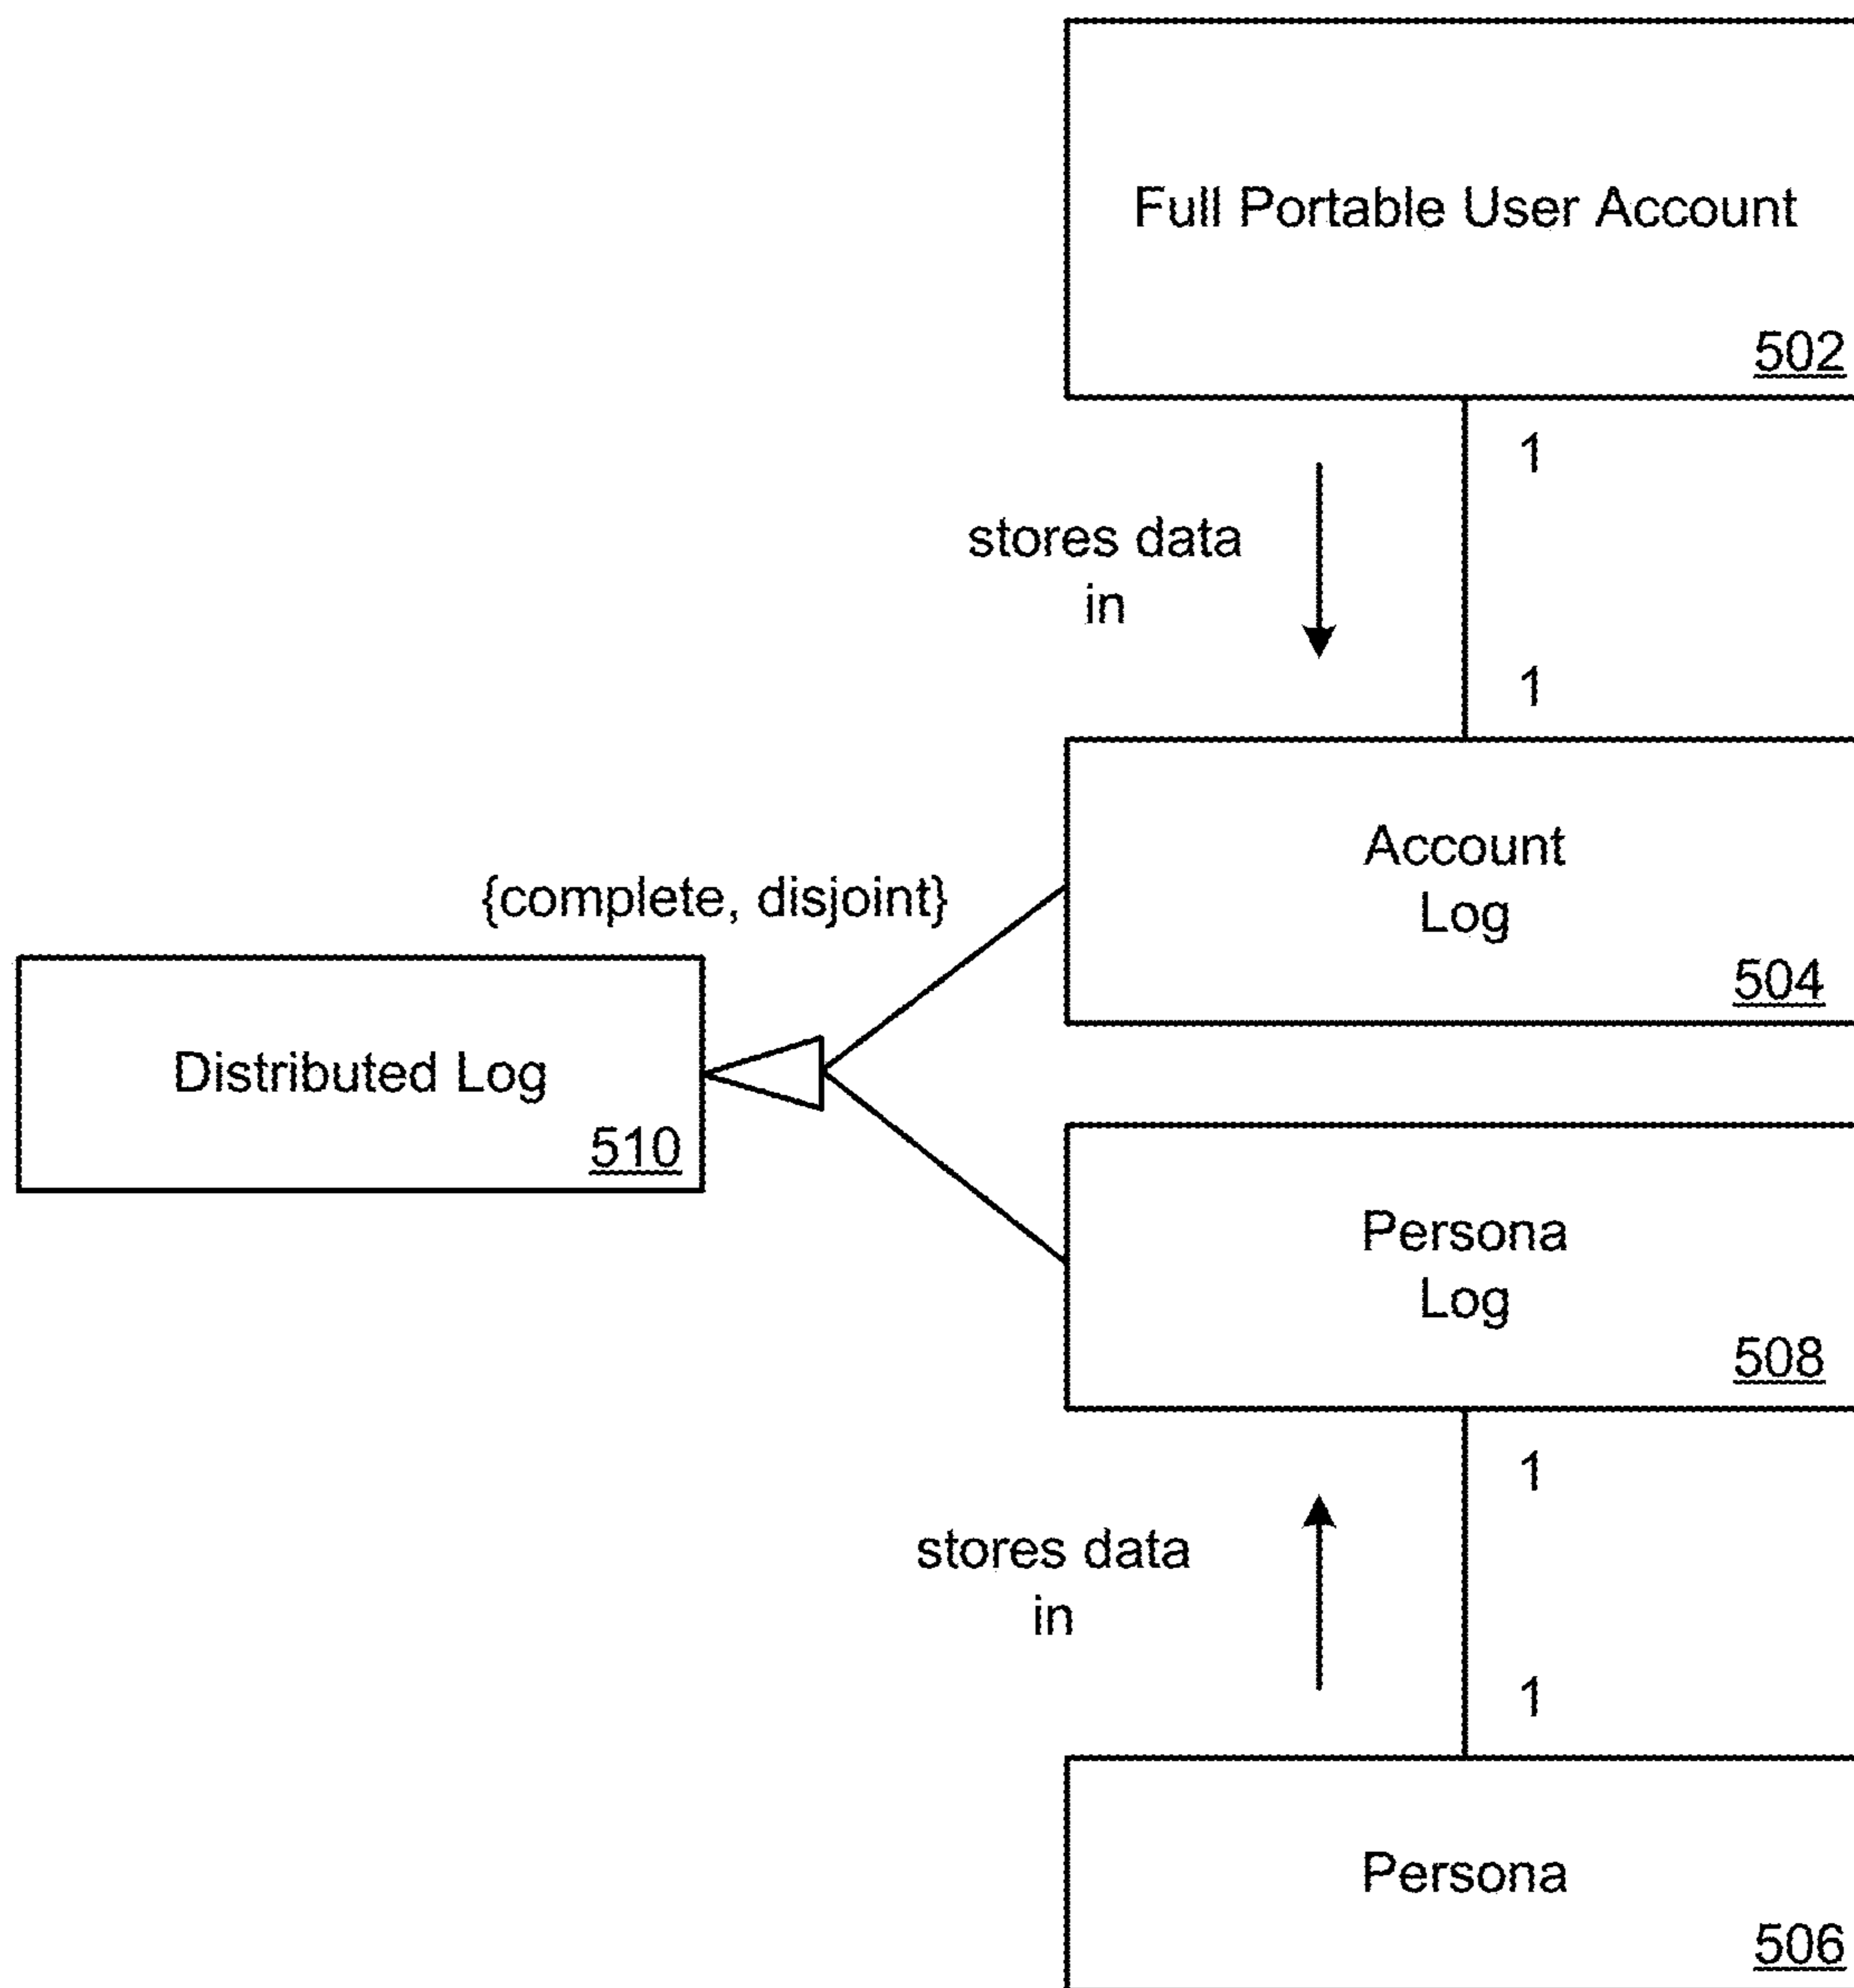 Full Portable User Account
502
1
stores data
in
1
Account
Log
504
{complete, disjoint}
Distributed Log
510
Persona
Log
508
1
stores data
in
1
Persona
506